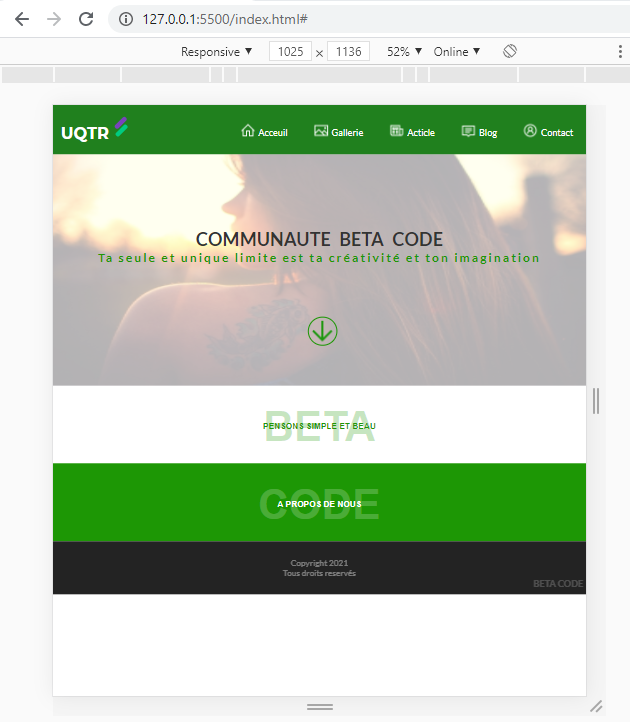 127.0.0.1:5500/index.html#
Responsive ▼ 1025 × 1136 52% ▼ Online ▼
UQTR Acceuil Gallerie Acticle Blog Contact
COMMUNAUTE BETA CODE
Ta seule et unique limite est ta créativité et ton imagination
BETA
PENSONS SIMPLE ET BEAU
CODE
A PROPOS DE NOUS
Copyright 2021
Tous droits reservés
BETA CODE